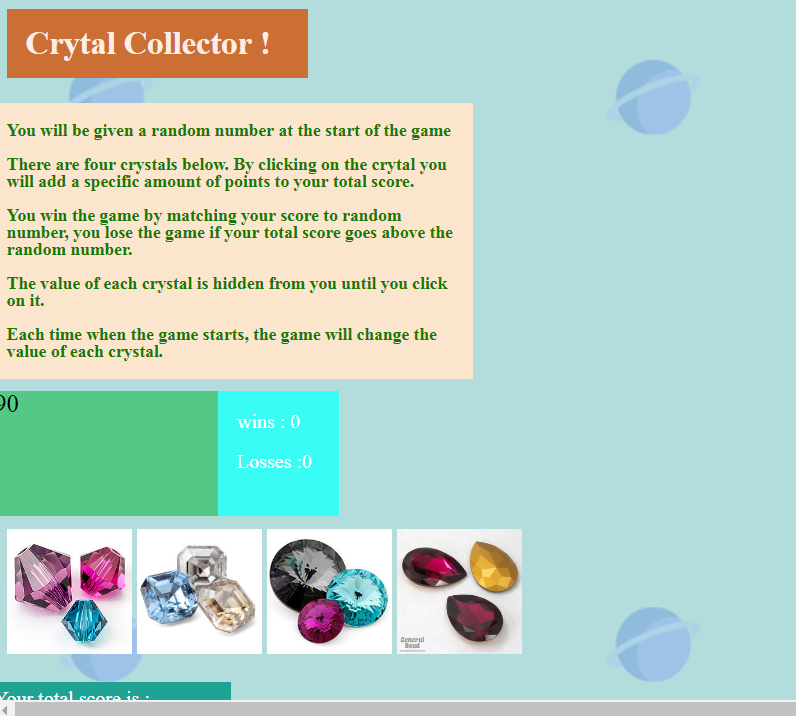 Crytal Collector !
You will be given a random number at the start of the game
There are four crystals below. By clicking on the crytal you
will add a specific amount of points to your total score.
You win the game by matching your score to random
number, you lose the game if your total score goes above the
random number.
The value of each crystal is hidden from you until you click
on it.
Each time when the game starts, the game will change the
value of each crystal.
90
wins : 0
Losses :0
General
Bead
Your total score is :